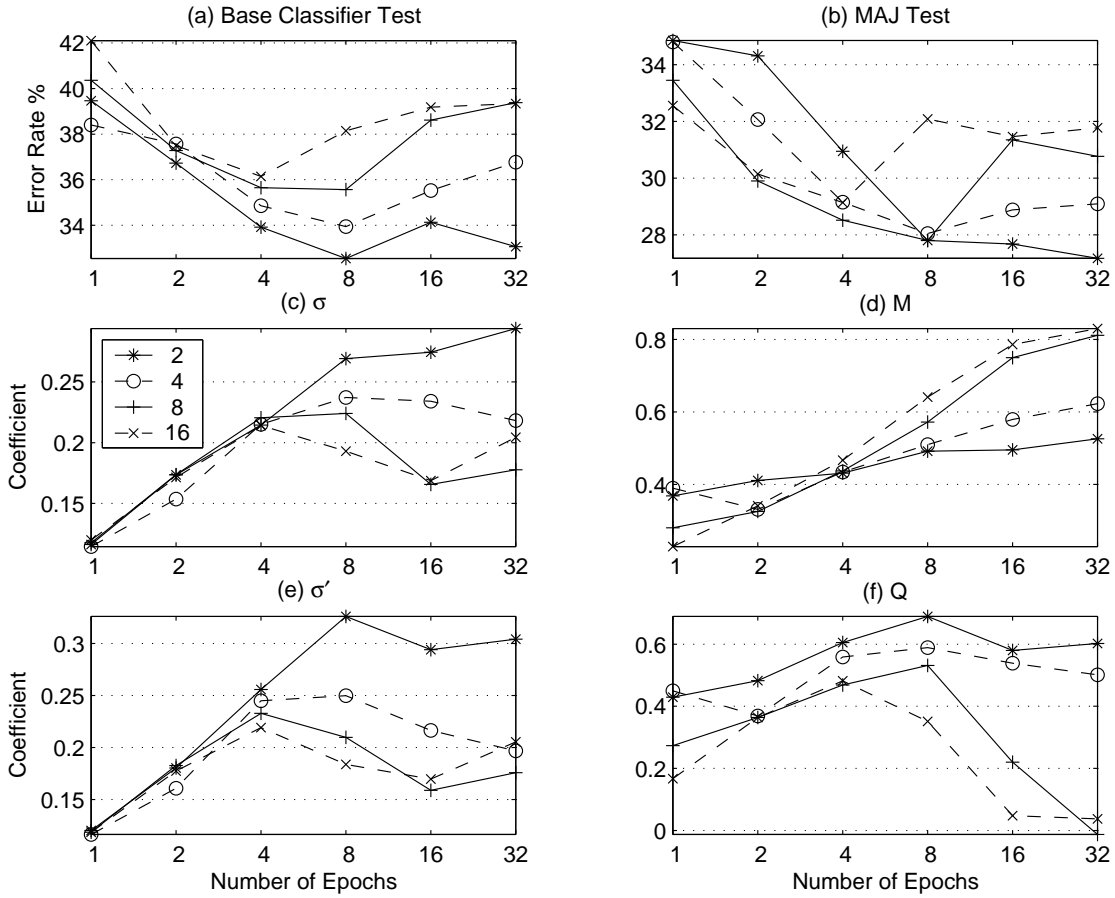 (a) Base Classifier Test
(b) MAJ Test
42
40
38
36
34
Error Rate %
1 2 4 8 16 32
34
32
30
28
1 2 4 8 16 32
(c) σ
(d) M
0.25
0.2
0.15
Coefficient
2
4
8
16
1 2 4 8 16 32
0.8
0.6
0.4
1 2 4 8 16 32
(e) σ′
(f) Q
0.3
0.25
0.2
0.15
Coefficient
1 2 4 8 16 32
Number of Epochs
0.6
0.4
0.2
0
1 2 4 8 16 32
Number of Epochs